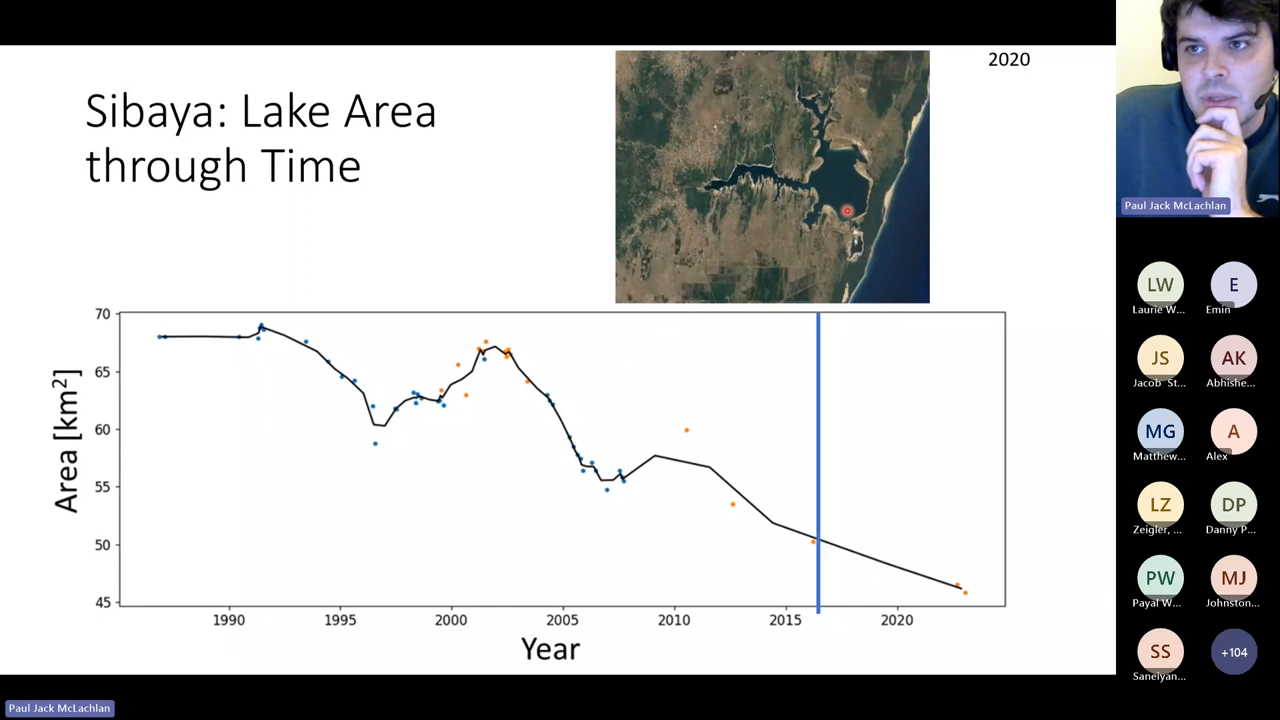 Sibaya: Lake Area
through Time
2020
Area [km²]
70
65
60
55
50
45
1990
1995
2000
2005
2010
2015
2020
Year
Paul Jack McLachlan
LW
Laurie W...
E
Emin
JS
Jacob St...
AK
Abhishe...
MG
Matthew...
A
Alex
LZ
Zeigler, ...
DP
Danny P...
PW
Payal W...
MJ
Johnston...
SS
Saneiyan...
+104
Paul Jack McLachlan